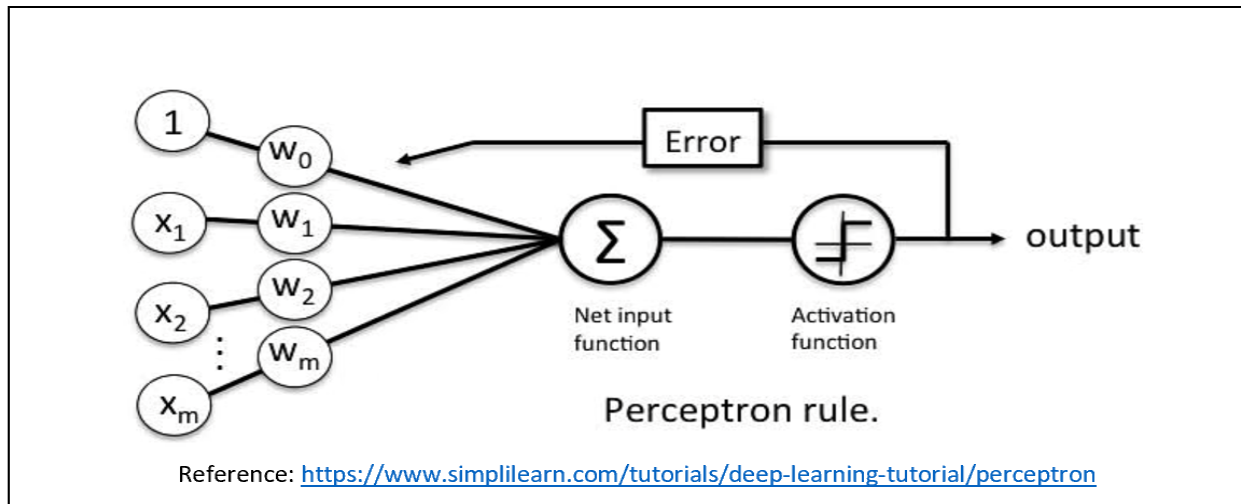 1
w0
Error
x1
w1
Σ
output
x2
w2
Net input
function
Activation
function
⋮
wm
xm
Perceptron rule.
Reference: https://www.simplilearn.com/tutorials/deep-learning-tutorial/perceptron